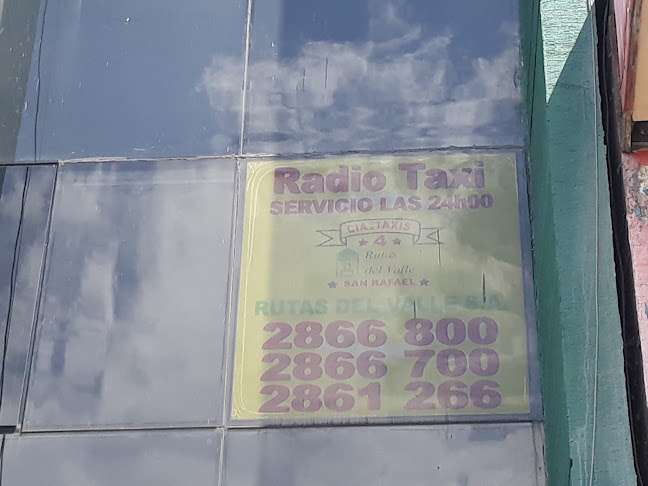 Radio Taxi
SERVICIO LAS 24h00
CIA. DE TAXIS
4
Rutas
del Valle
SAN RAFAEL
RUTAS DEL VALLE S.A.
2866 800
2866 700
2861 266